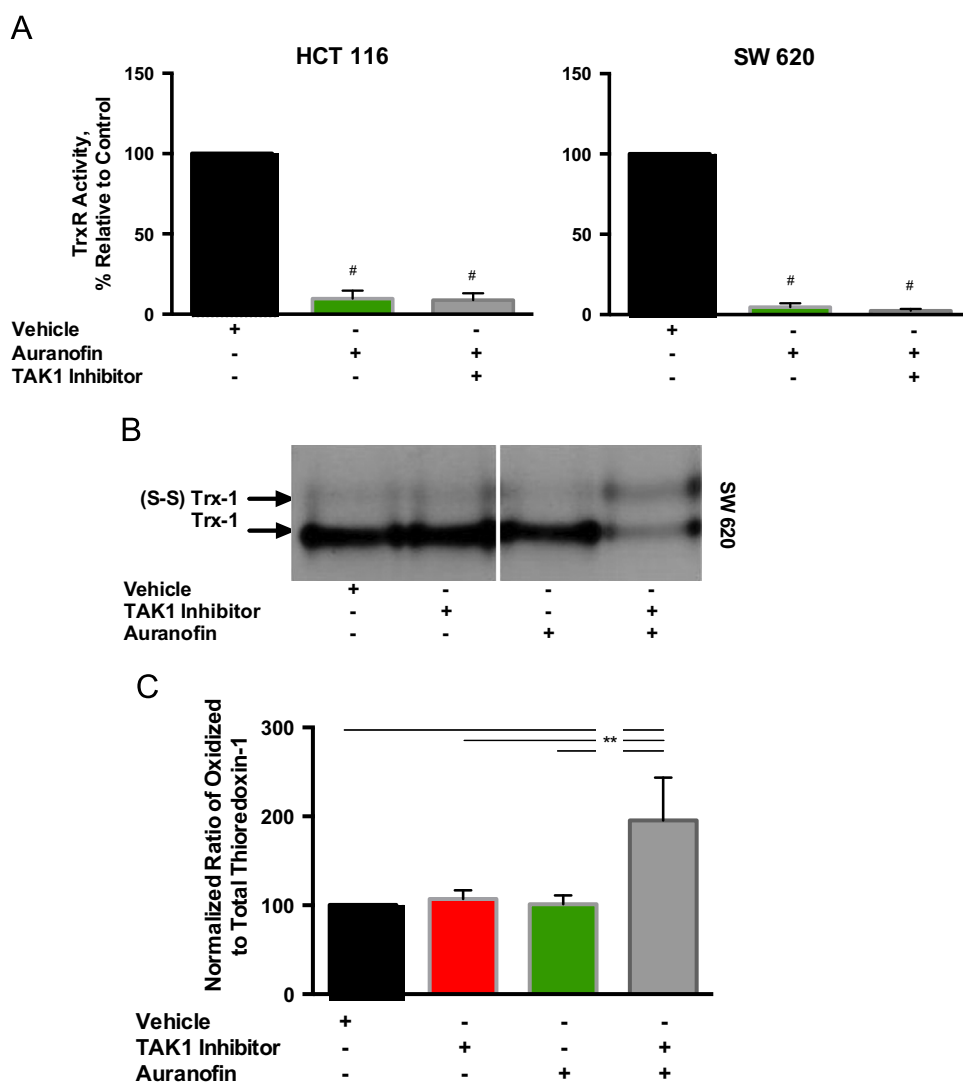 A
HCT 116
SW 620
TrxR Activity,
% Relative to Control
150
100
50
0
150
100
50
0
#
#
#
#
Vehicle + - - + - -
Auranofin - + + - + +
TAK1 Inhibitor - - + - - +
B
(S-S) Trx-1
Trx-1
SW 620
Vehicle + - - -
TAK1 Inhibitor - + - +
Auranofin - - + +
C
Normalized Ratio of Oxidized
to Total Thioredoxin-1
300
200
100
0
**
Vehicle + - - -
TAK1 Inhibitor - + - +
Auranofin - - + +